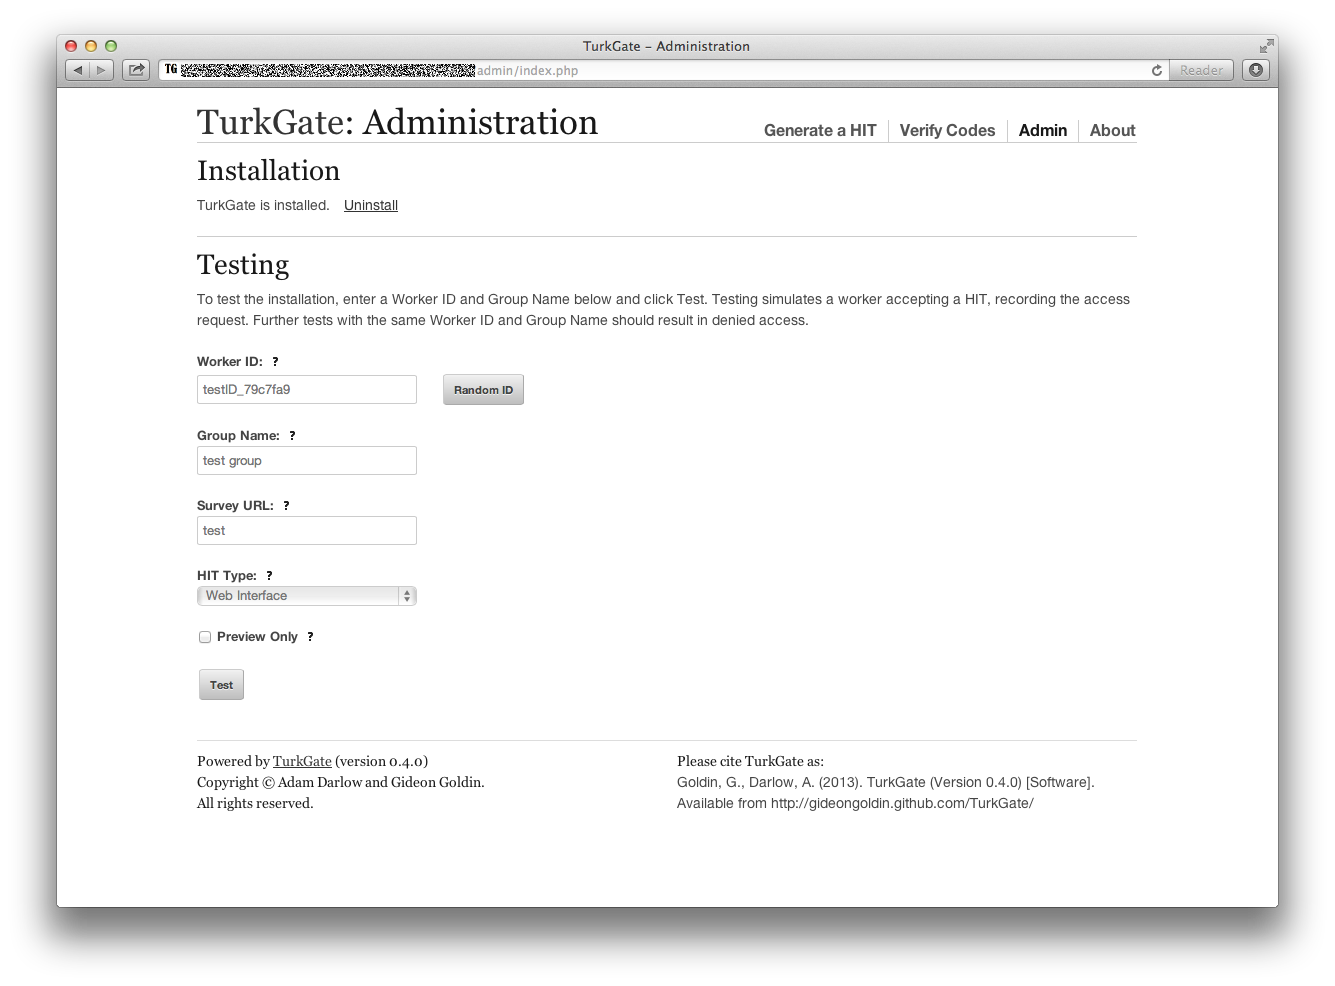 TurkGate – Administration
TG
admin/index.php
Reader
TurkGate: Administration
Generate a HIT
Verify Codes
Admin
About
Installation
TurkGate is installed. Uninstall
Testing
To test the installation, enter a Worker ID and Group Name below and click Test. Testing simulates a worker accepting a HIT, recording the access
request. Further tests with the same Worker ID and Group Name should result in denied access.
Worker ID: ?
testID_79c7fa9
Random ID
Group Name: ?
test group
Survey URL: ?
test
HIT Type: ?
Web Interface
Preview Only ?
Test
Powered by TurkGate (version 0.4.0)
Copyright © Adam Darlow and Gideon Goldin.
All rights reserved.
Please cite TurkGate as:
Goldin, G., Darlow, A. (2013). TurkGate (Version 0.4.0) [Software].
Available from http://gideongoldin.github.com/TurkGate/